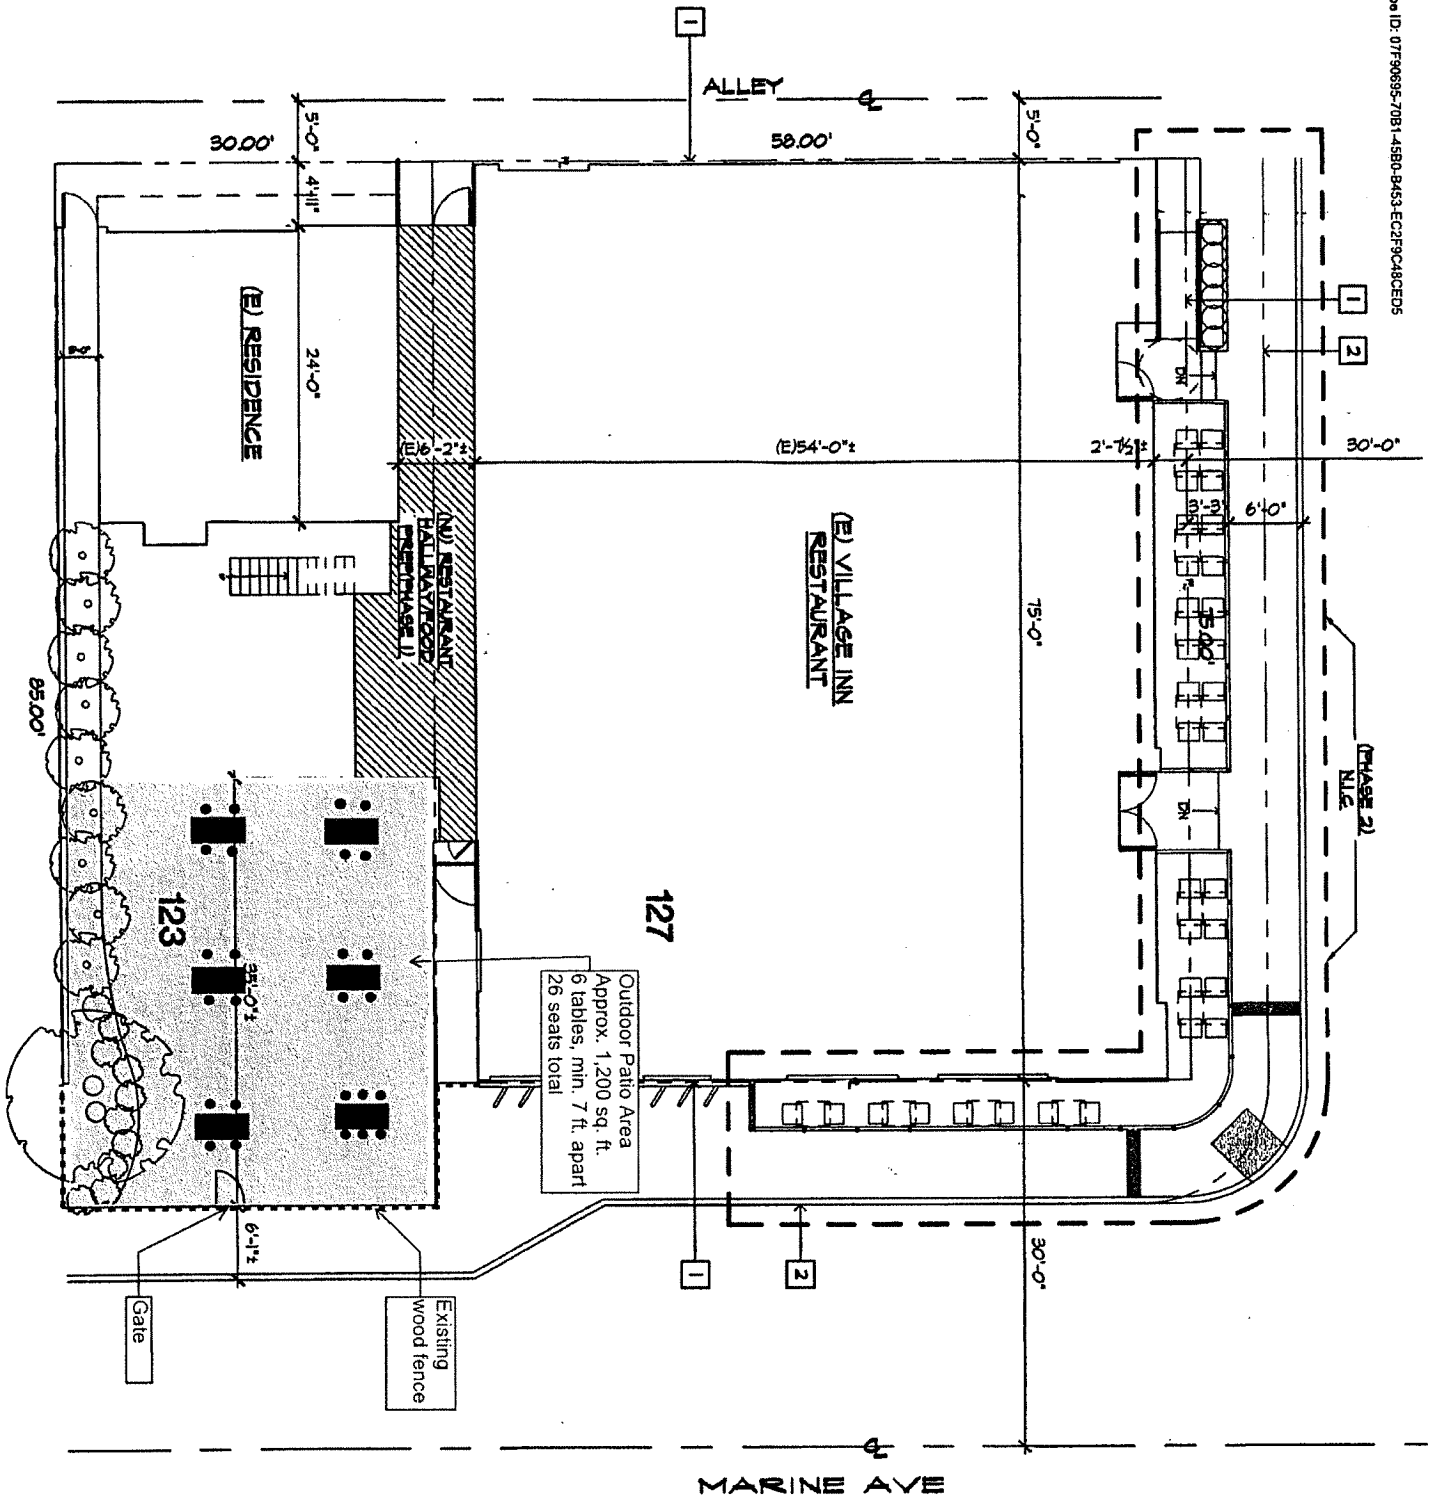 pe ID: 07F90695-70B1-45B0-B453-EC2F9C48CED5
1
ALLEY
℄
5'-0"
5'-0"
30.00'
58.00'
4'-11"
1
2
DN
(E) RESIDENCE
24'-0"
(E)6'-2"±
(E)54'-0"±
2'-7½"±
30'-0"
3'-3"
6'-0"
(N) RESTAURANT
HALLWAY/FOOD
PREP(PHASE 1)
(E) VILLAGE INN
RESTAURANT
75'-0"
75.00'
85.00'
(PHASE 2)
N.I.C
DN
123
127
35'-0"±
Outdoor Patio Area
Approx. 1,200 sq. ft.
6 tables, min. 7 ft. apart
26 seats total
6'-1"±
30'-0"
1
2
Gate
Existing
wood fence
℄
MARINE AVE